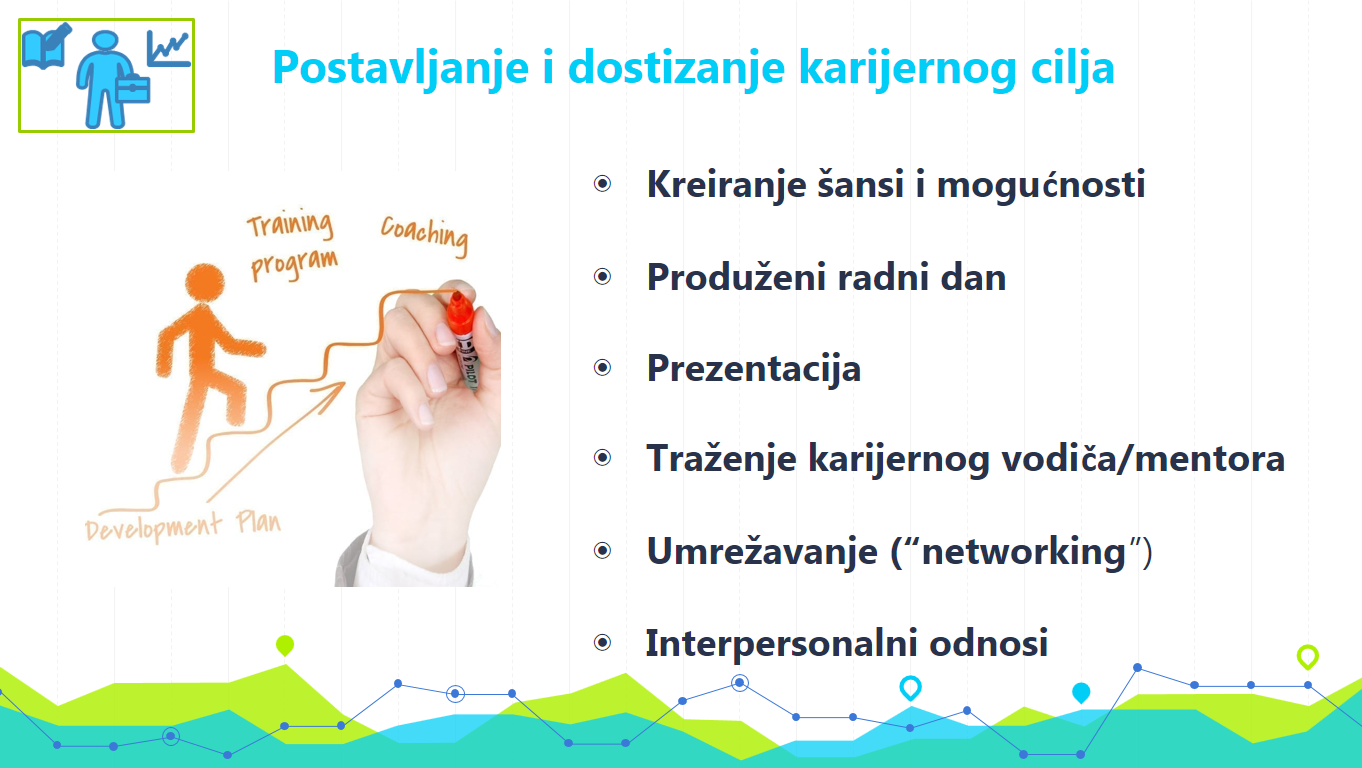 Postavljanje i dostizanje karijernog cilja
Training
program
Coaching
Development Plan
PILOT
Kreiranje šansi i mogućnosti
Produženi radni dan
Prezentacija
Traženje karijernog vodiča/mentora
Umrežavanje (“networking”)
Interpersonalni odnosi